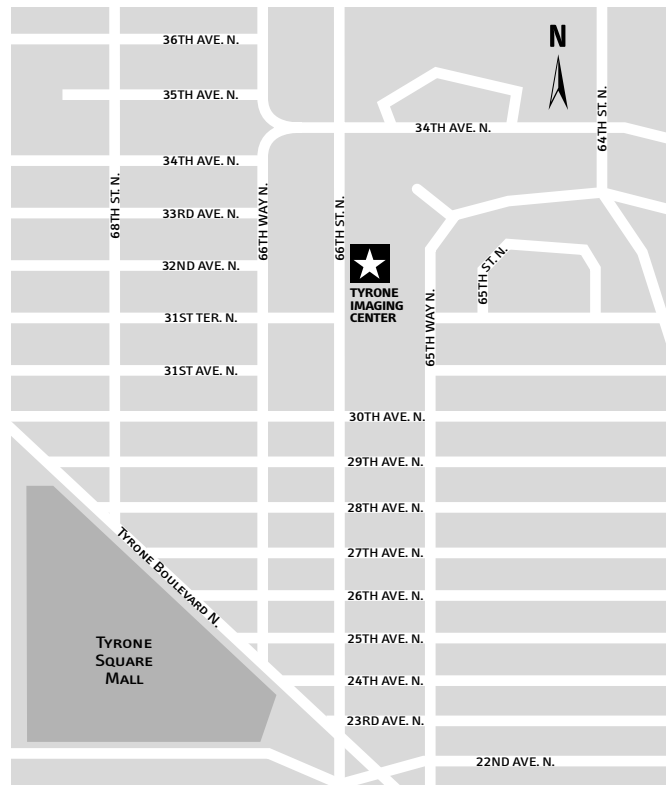 36TH AVE. N.
N
35TH AVE. N.
64TH ST. N.
34TH AVE. N.
34TH AVE. N.
68TH ST. N.
66TH WAY N.
66TH ST. N.
33RD AVE. N.
32ND AVE. N.
65TH ST. N.
TYRONE
IMAGING
CENTER
65TH WAY N.
31ST TER. N.
31ST AVE. N.
30TH AVE. N.
29TH AVE. N.
28TH AVE. N.
TYRONE BOULEVARD N.
27TH AVE. N.
26TH AVE. N.
25TH AVE. N.
TYRONE
SQUARE
MALL
24TH AVE. N.
23RD AVE. N.
22ND AVE. N.